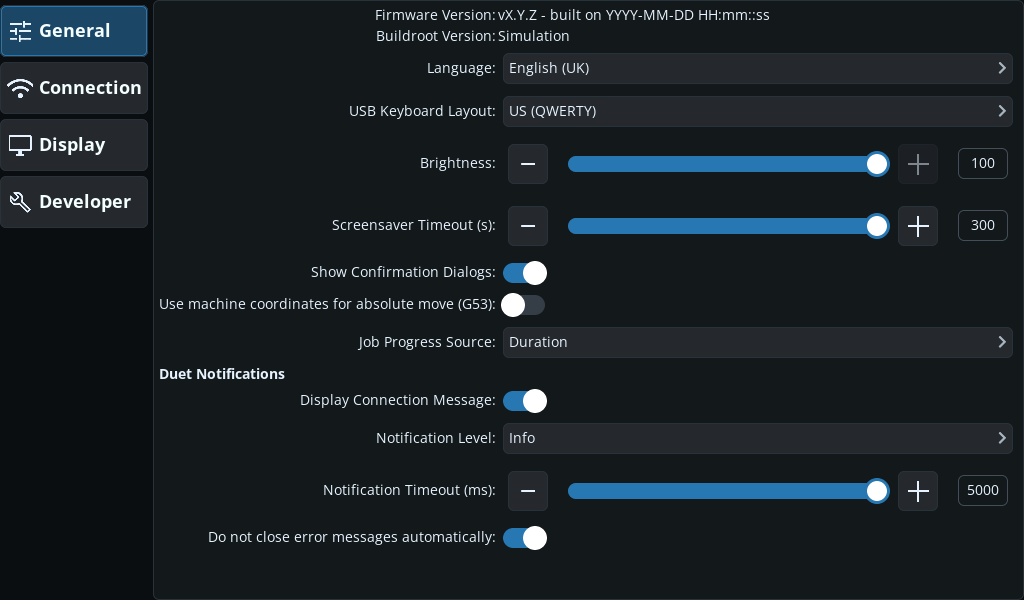 General
Connection
Display
Developer
Firmware Version: vX.Y.Z - built on YYYY-MM-DD HH:mm::ss
Buildroot Version: Simulation
Language: English (UK)
USB Keyboard Layout: US (QWERTY)
Brightness: 100
Screensaver Timeout (s): 300
Show Confirmation Dialogs:
Use machine coordinates for absolute move (G53):
Job Progress Source: Duration
Duet Notifications
Display Connection Message:
Notification Level: Info
Notification Timeout (ms): 5000
Do not close error messages automatically: